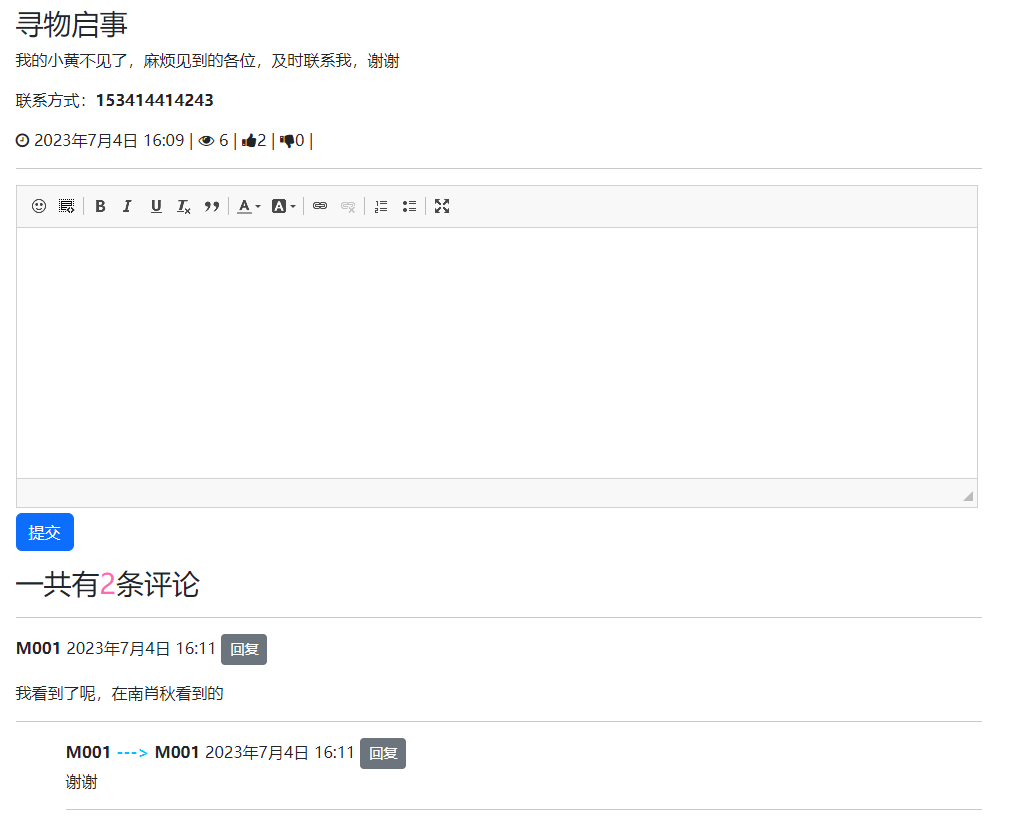 寻物启事
我的小黄不见了，麻烦见到的各位，及时联系我，谢谢
联系方式：153414414243
2023年7月4日 16:09 | 6 | 2 | 0 |
B I U Tx ” A A
提交
一共有2条评论
M001 2023年7月4日 16:11 回复
我看到了呢，在南肖秋看到的
M001 ---> M001 2023年7月4日 16:11 回复
谢谢